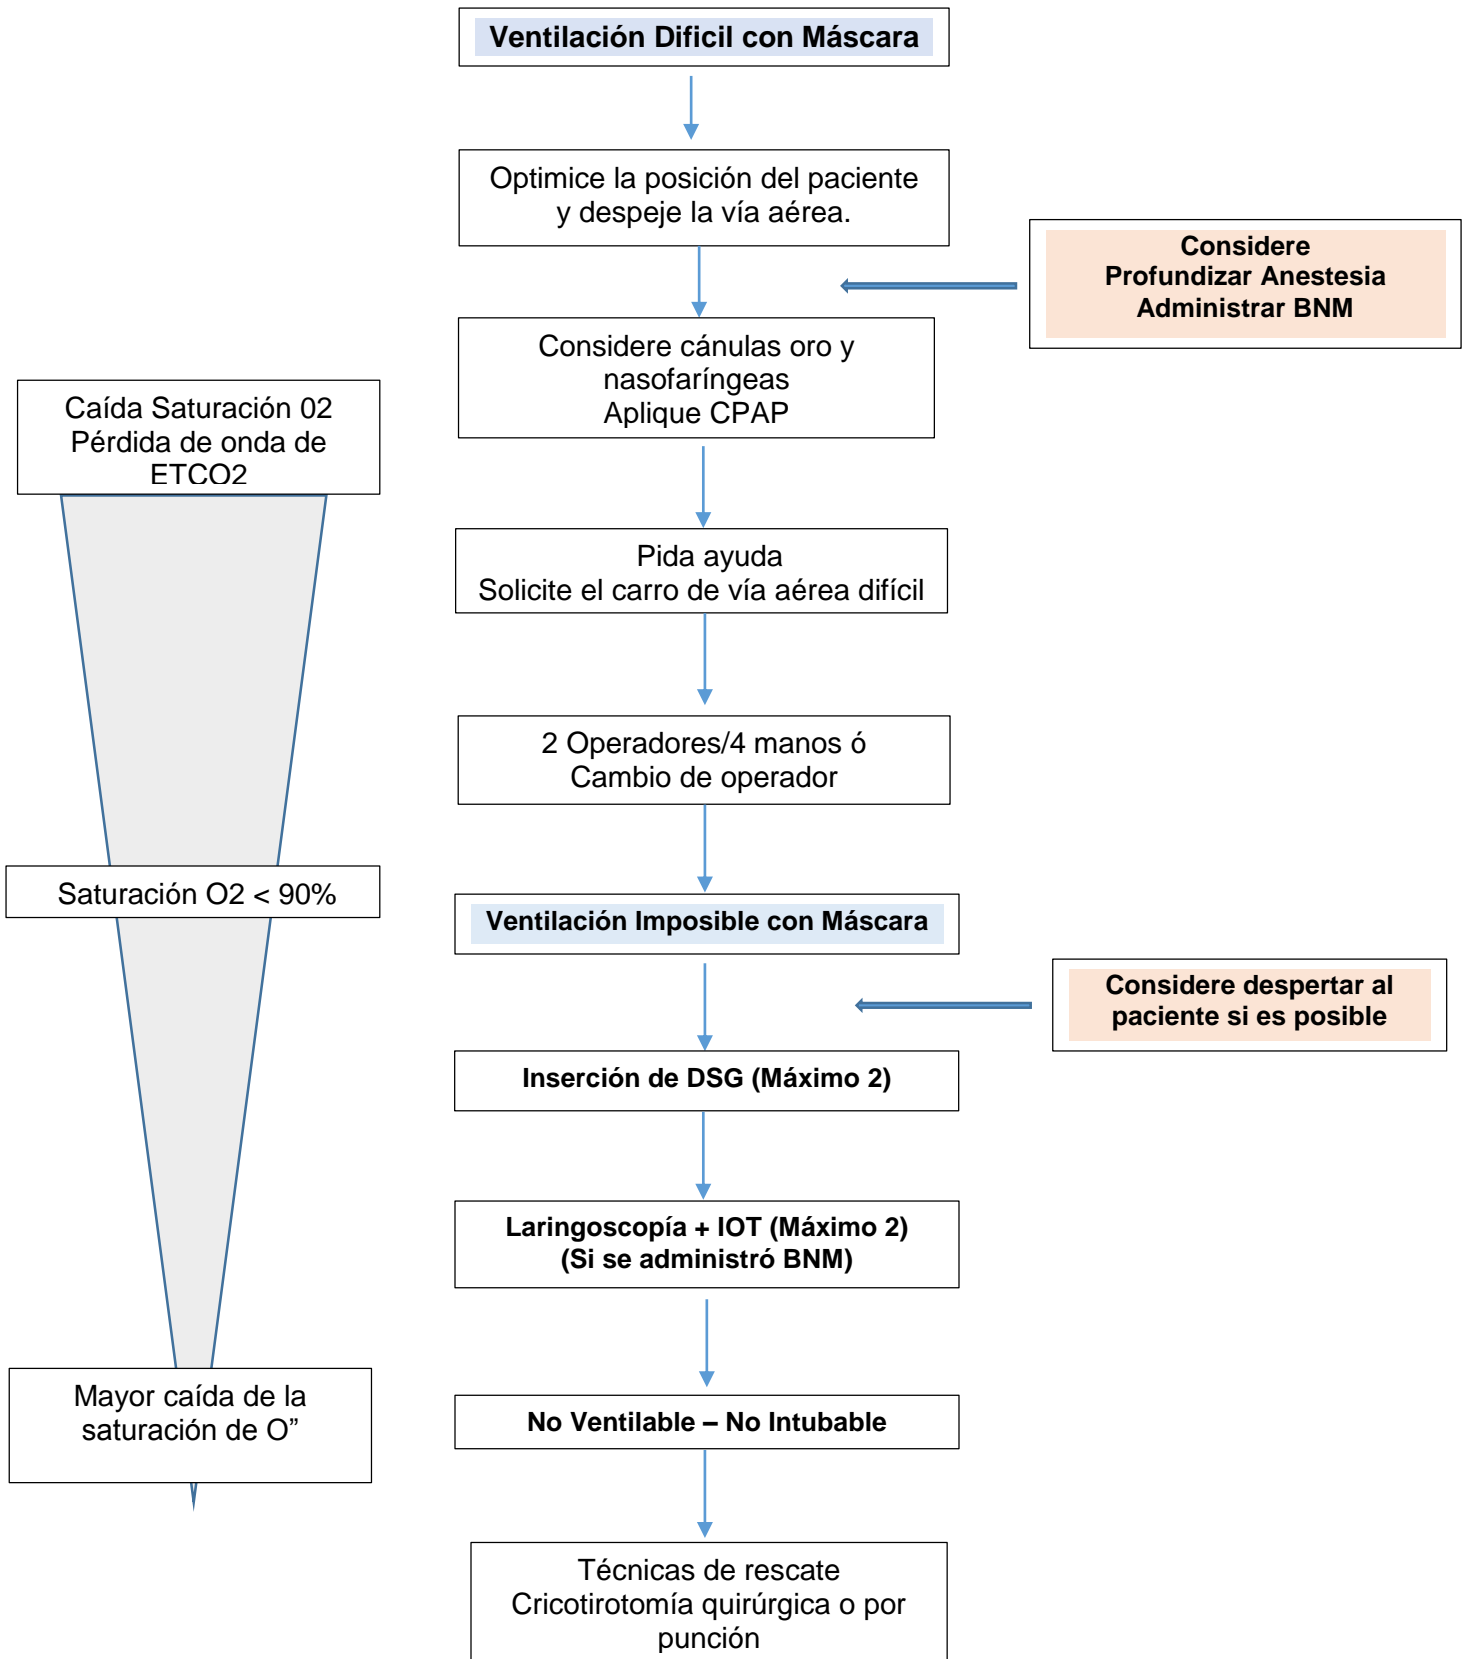 Ventilación Dificil con Máscara
Optimice la posición del paciente
y despeje la vía aérea.
Considere
Profundizar Anestesia
Administrar BNM
Considere cánulas oro y
nasofaríngeas
Aplique CPAP
Caída Saturación 02
Pérdida de onda de
ETCO2
Pida ayuda
Solicite el carro de vía aérea difícil
2 Operadores/4 manos ó
Cambio de operador
Saturación O2 < 90%
Ventilación Imposible con Máscara
Considere despertar al
paciente si es posible
Inserción de DSG (Máximo 2)
Laringoscopía + IOT (Máximo 2)
(Si se administró BNM)
Mayor caída de la
saturación de O”
No Ventilable – No Intubable
Técnicas de rescate
Cricotirotomía quirúrgica o por
punción